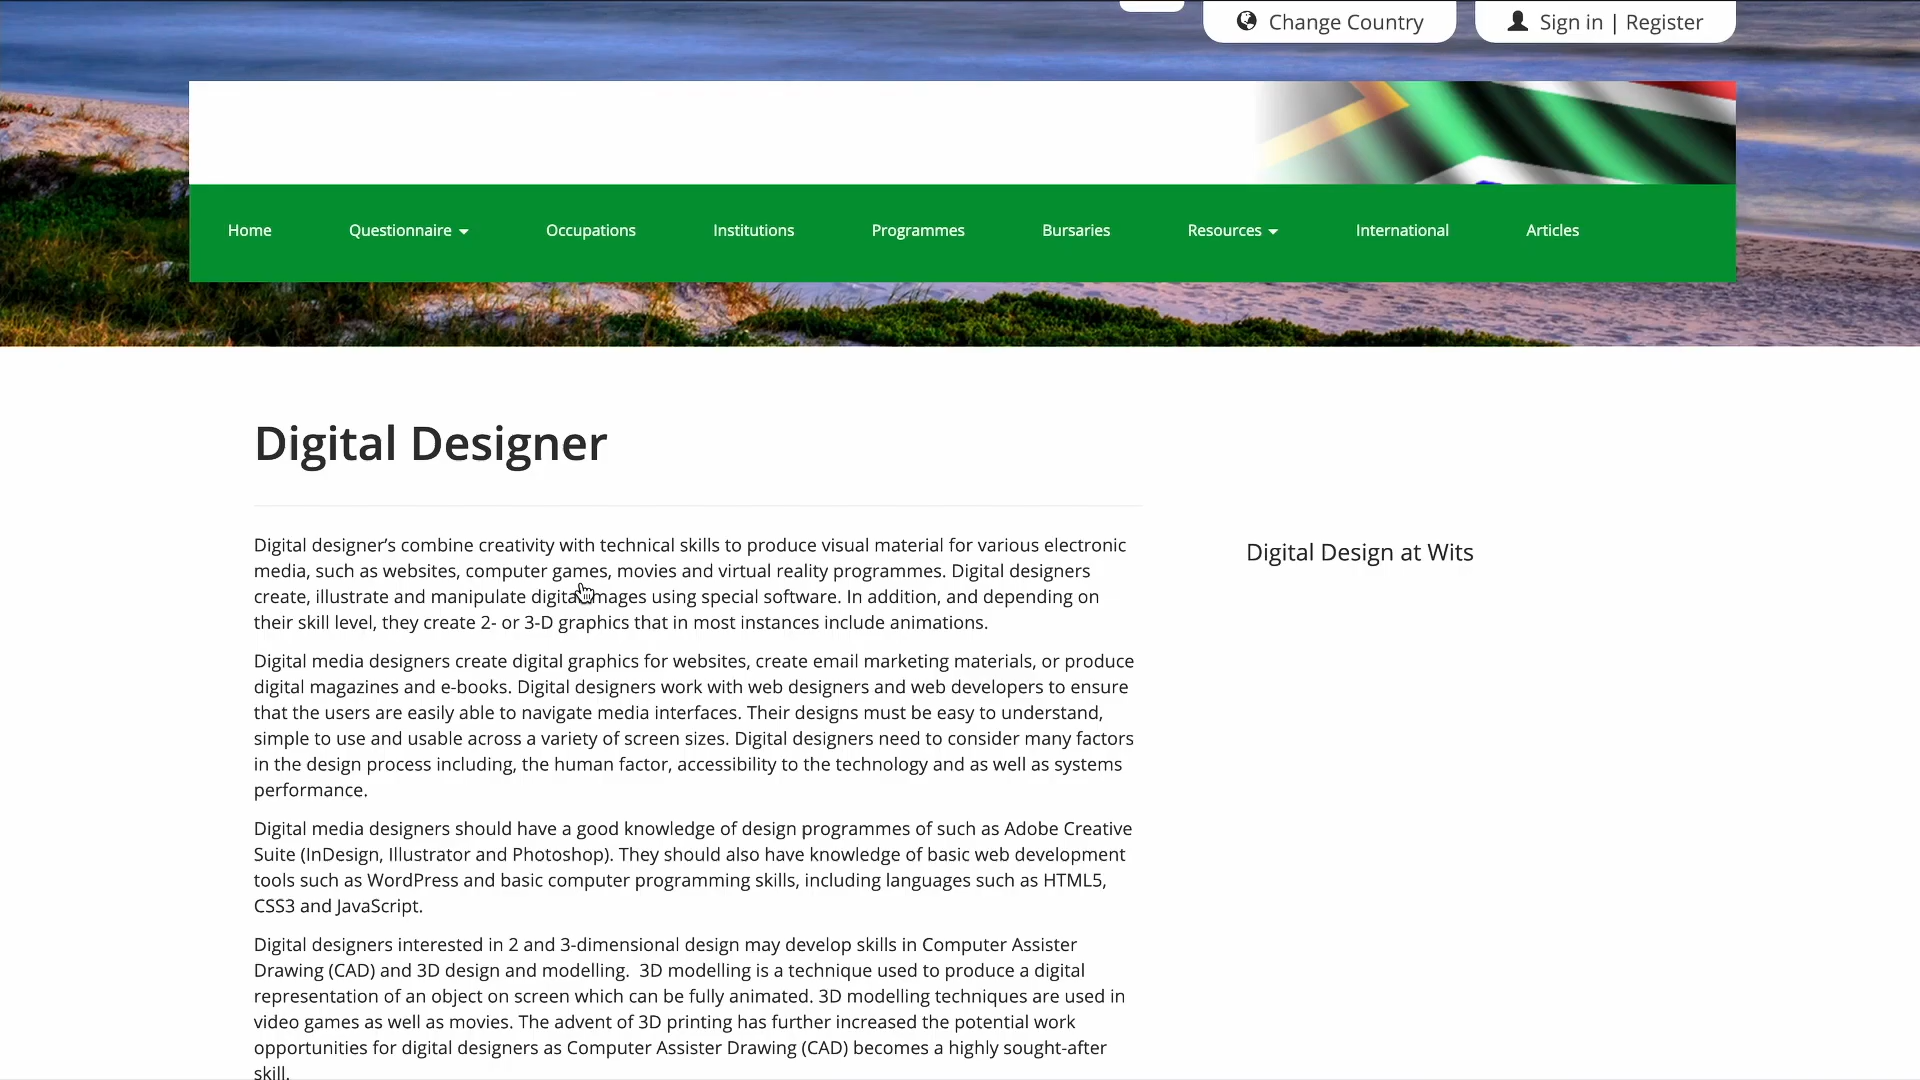 Change Country
Sign in | Register
Home Questionnaire Occupations Institutions Programmes Bursaries Resources International Articles
Digital Designer
Digital designer’s combine creativity with technical skills to produce visual material for various electronic
media, such as websites, computer games, movies and virtual reality programmes. Digital designers
create, illustrate and manipulate digital images using special software. In addition, and depending on
their skill level, they create 2- or 3-D graphics that in most instances include animations.
Digital Design at Wits
Digital media designers create digital graphics for websites, create email marketing materials, or produce
digital magazines and e-books. Digital designers work with web designers and web developers to ensure
that the users are easily able to navigate media interfaces. Their designs must be easy to understand,
simple to use and usable across a variety of screen sizes. Digital designers need to consider many factors
in the design process including, the human factor, accessibility to the technology and as well as systems
performance.
Digital media designers should have a good knowledge of design programmes of such as Adobe Creative
Suite (InDesign, Illustrator and Photoshop). They should also have knowledge of basic web development
tools such as WordPress and basic computer programming skills, including languages such as HTML5,
CSS3 and JavaScript.
Digital designers interested in 2 and 3-dimensional design may develop skills in Computer Assister
Drawing (CAD) and 3D design and modelling. 3D modelling is a technique used to produce a digital
representation of an object on screen which can be fully animated. 3D modelling techniques are used in
video games as well as movies. The advent of 3D printing has further increased the potential work
opportunities for digital designers as Computer Assister Drawing (CAD) becomes a highly sought-after
skill.